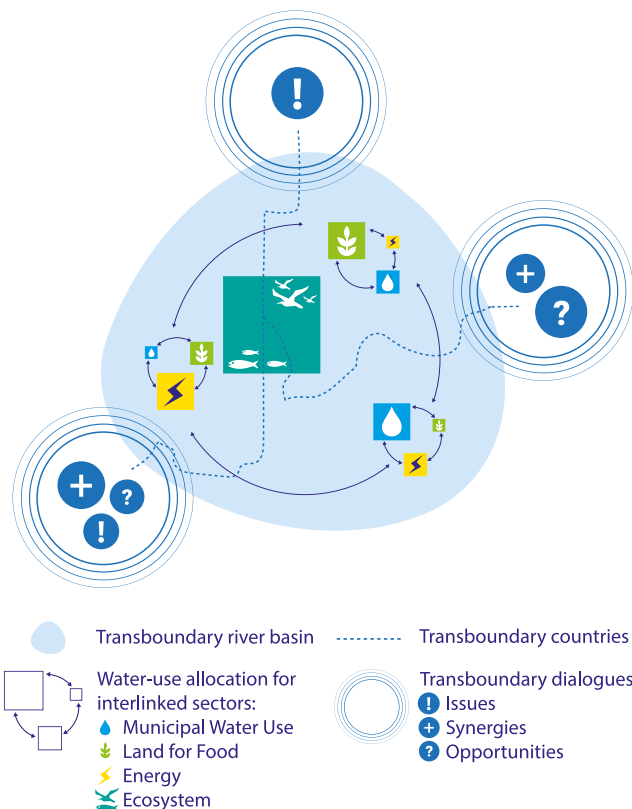 !
+
?
+
?
!
Transboundary river basin
Transboundary countries
Water-use allocation for
interlinked sectors:
Municipal Water Use
Land for Food
Energy
Ecosystem
Transboundary dialogues
! Issues
+ Synergies
? Opportunities